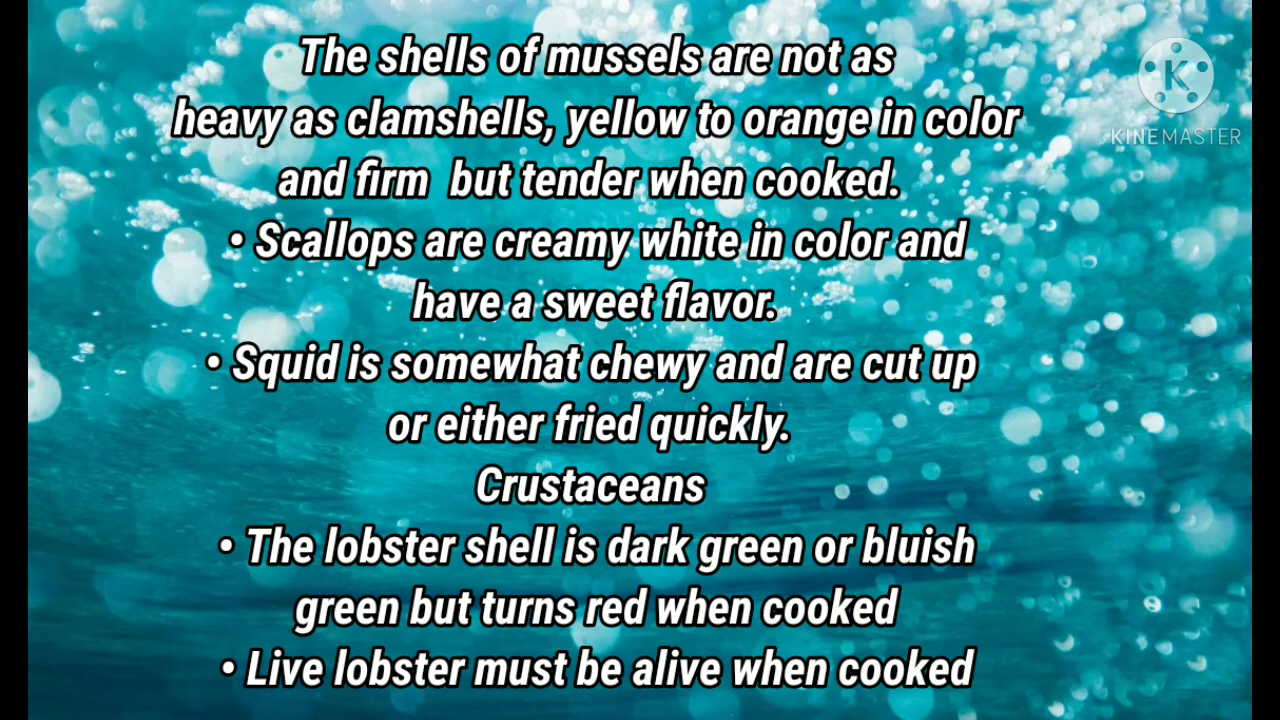 The shells of mussels are not as
heavy as clamshells, yellow to orange in color
and firm  but tender when cooked.
• Scallops are creamy white in color and
have a sweet flavor.
• Squid is somewhat chewy and are cut up
or either fried quickly.
Crustaceans
• The lobster shell is dark green or bluish
green but turns red when cooked
• Live lobster must be alive when cooked
K
KINEMASTER